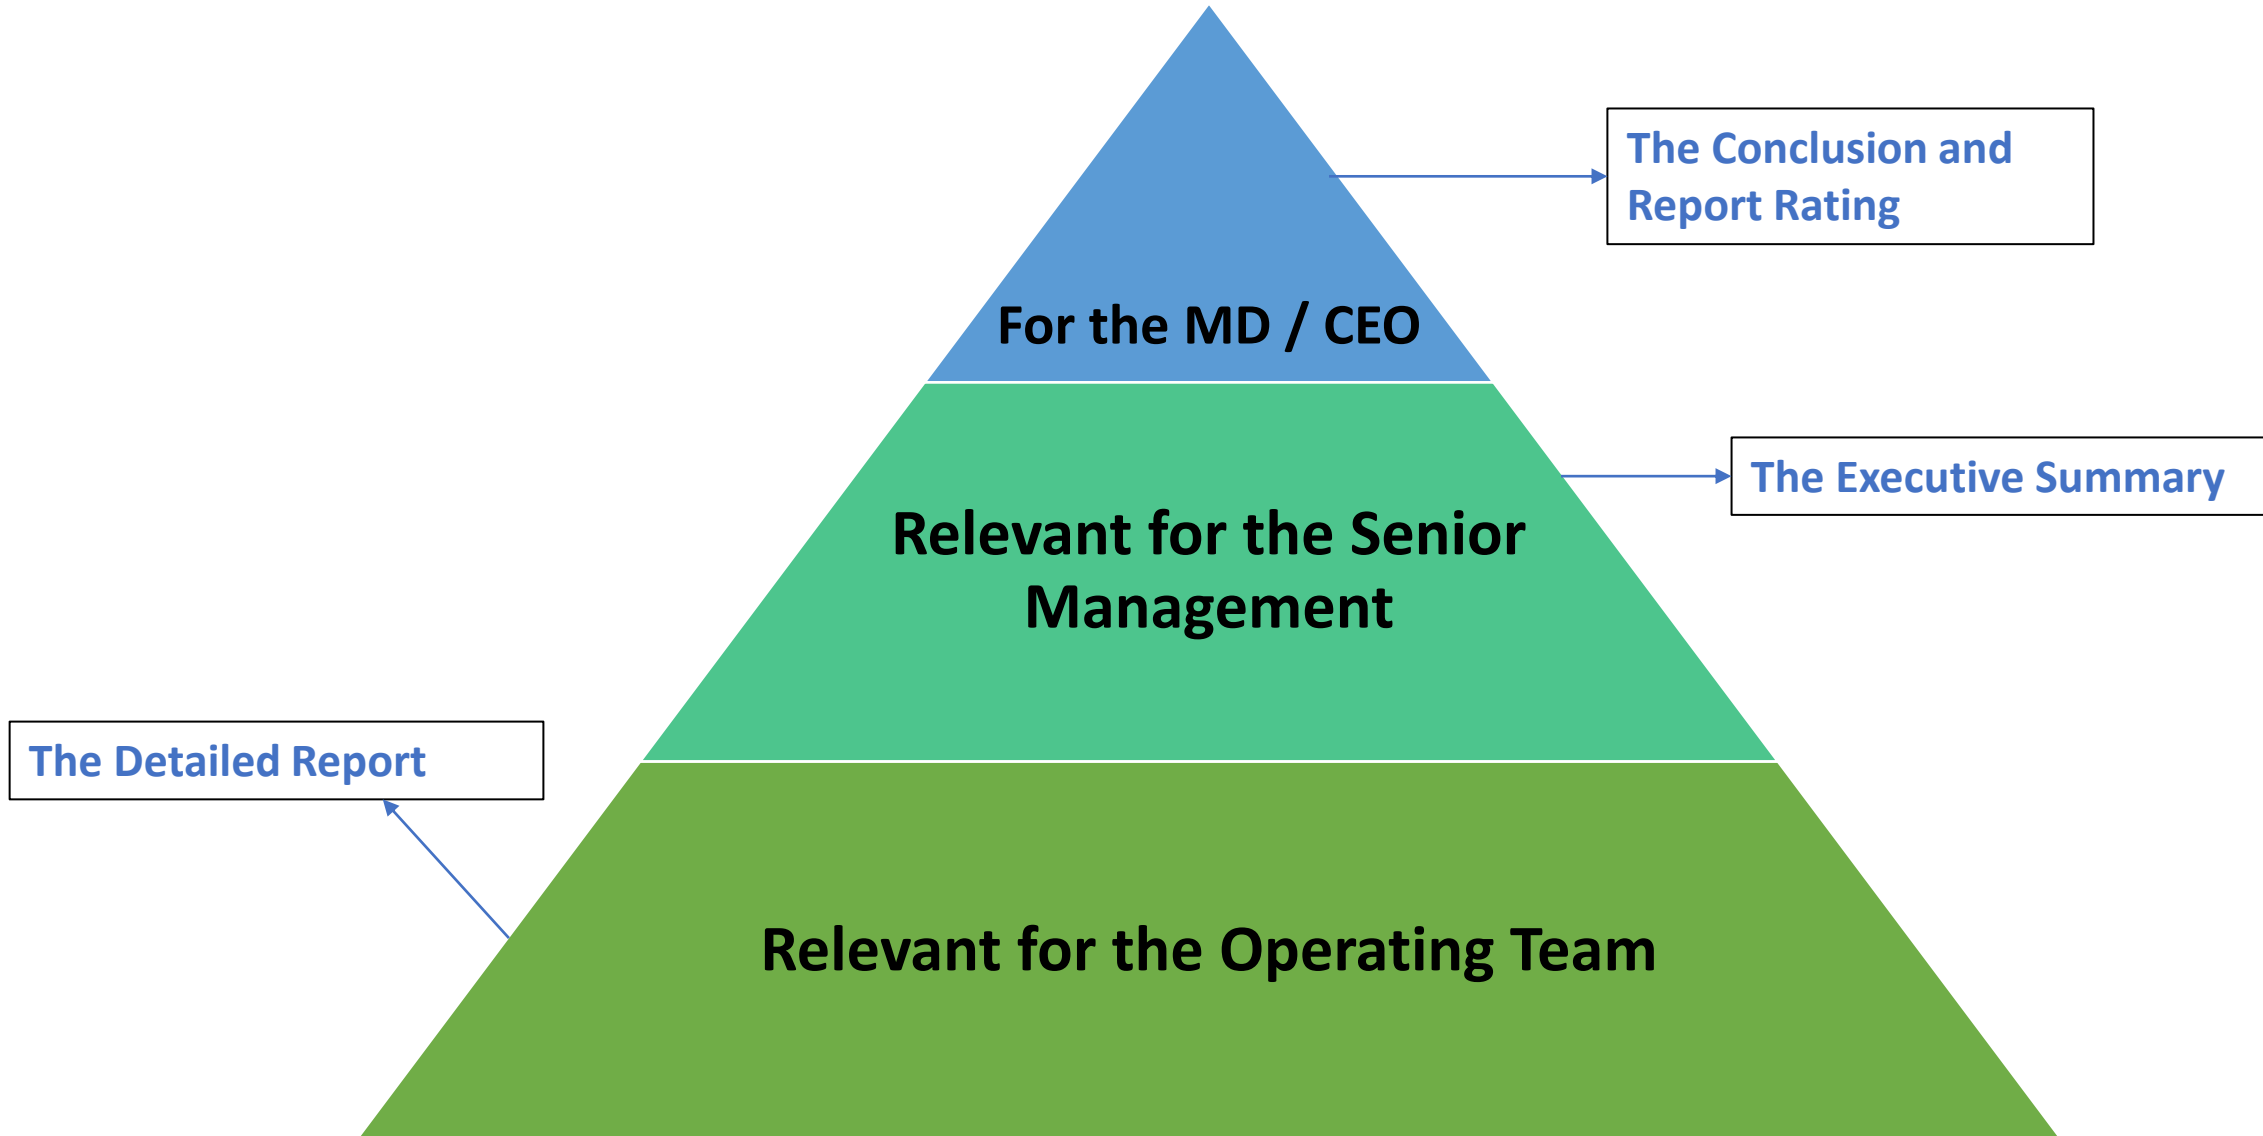 The Conclusion and
Report Rating
For the MD / CEO
The Executive Summary
Relevant for the Senior
Management
The Detailed Report
Relevant for the Operating Team